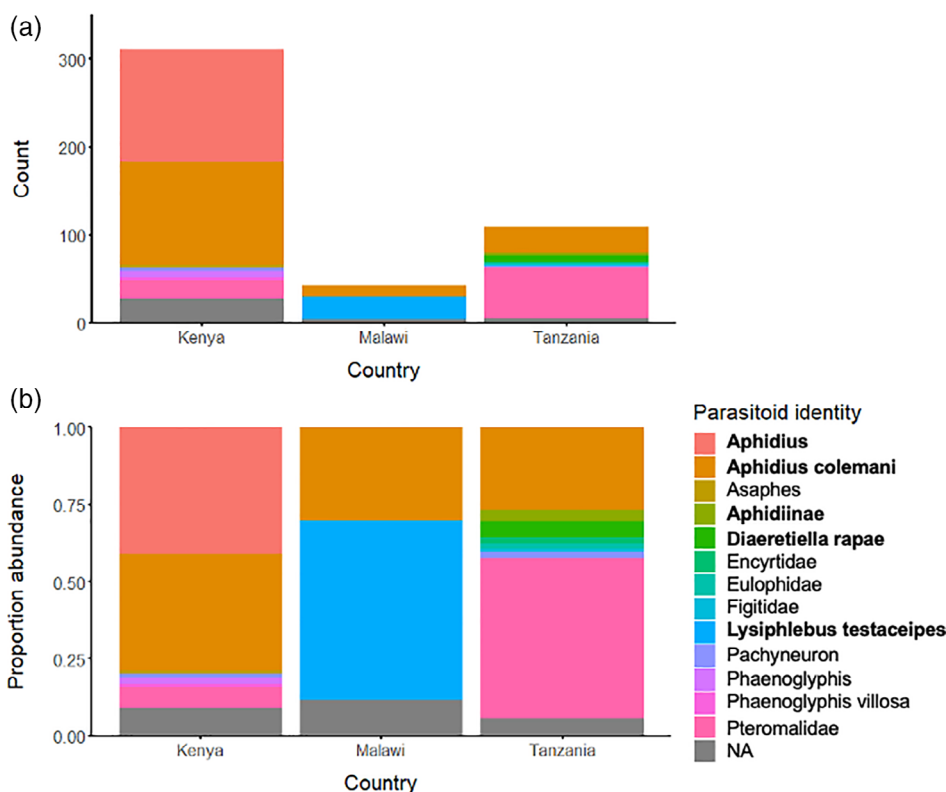 (a)
300
200
100
0
Count
Kenya
Malawi
Tanzania
Country
(b)
1.00
0.75
0.50
0.25
0.00
Proportion abundance
Kenya
Malawi
Tanzania
Country
Parasitoid identity
Aphidius
Aphidius colemani
Asaphes
Aphidiinae
Diaeretiella rapae
Encyrtidae
Eulophidae
Figitidae
Lysiphlebus testaceipes
Pachyneuron
Phaenoglyphis
Phaenoglyphis villosa
Pteromalidae
NA